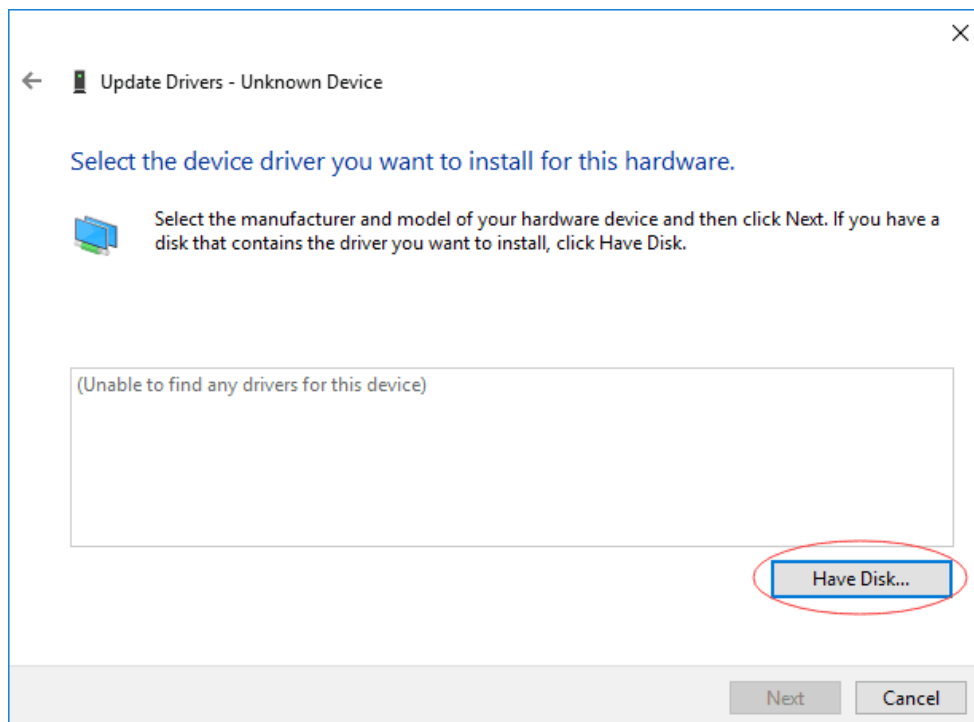 Update Drivers - Unknown Device
Select the device driver you want to install for this hardware.
Select the manufacturer and model of your hardware device and then click Next. If you have a
disk that contains the driver you want to install, click Have Disk.
(Unable to find any drivers for this device)
Have Disk...
Next
Cancel